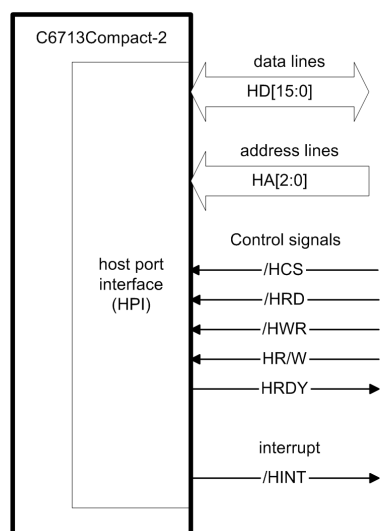 C6713Compact-2
data lines
HD[15:0]
address lines
HA[2:0]
Control signals
/HCS
/HRD
host port
interface
(HPI)
/HWR
HR/W
HRDY
interrupt
/HINT